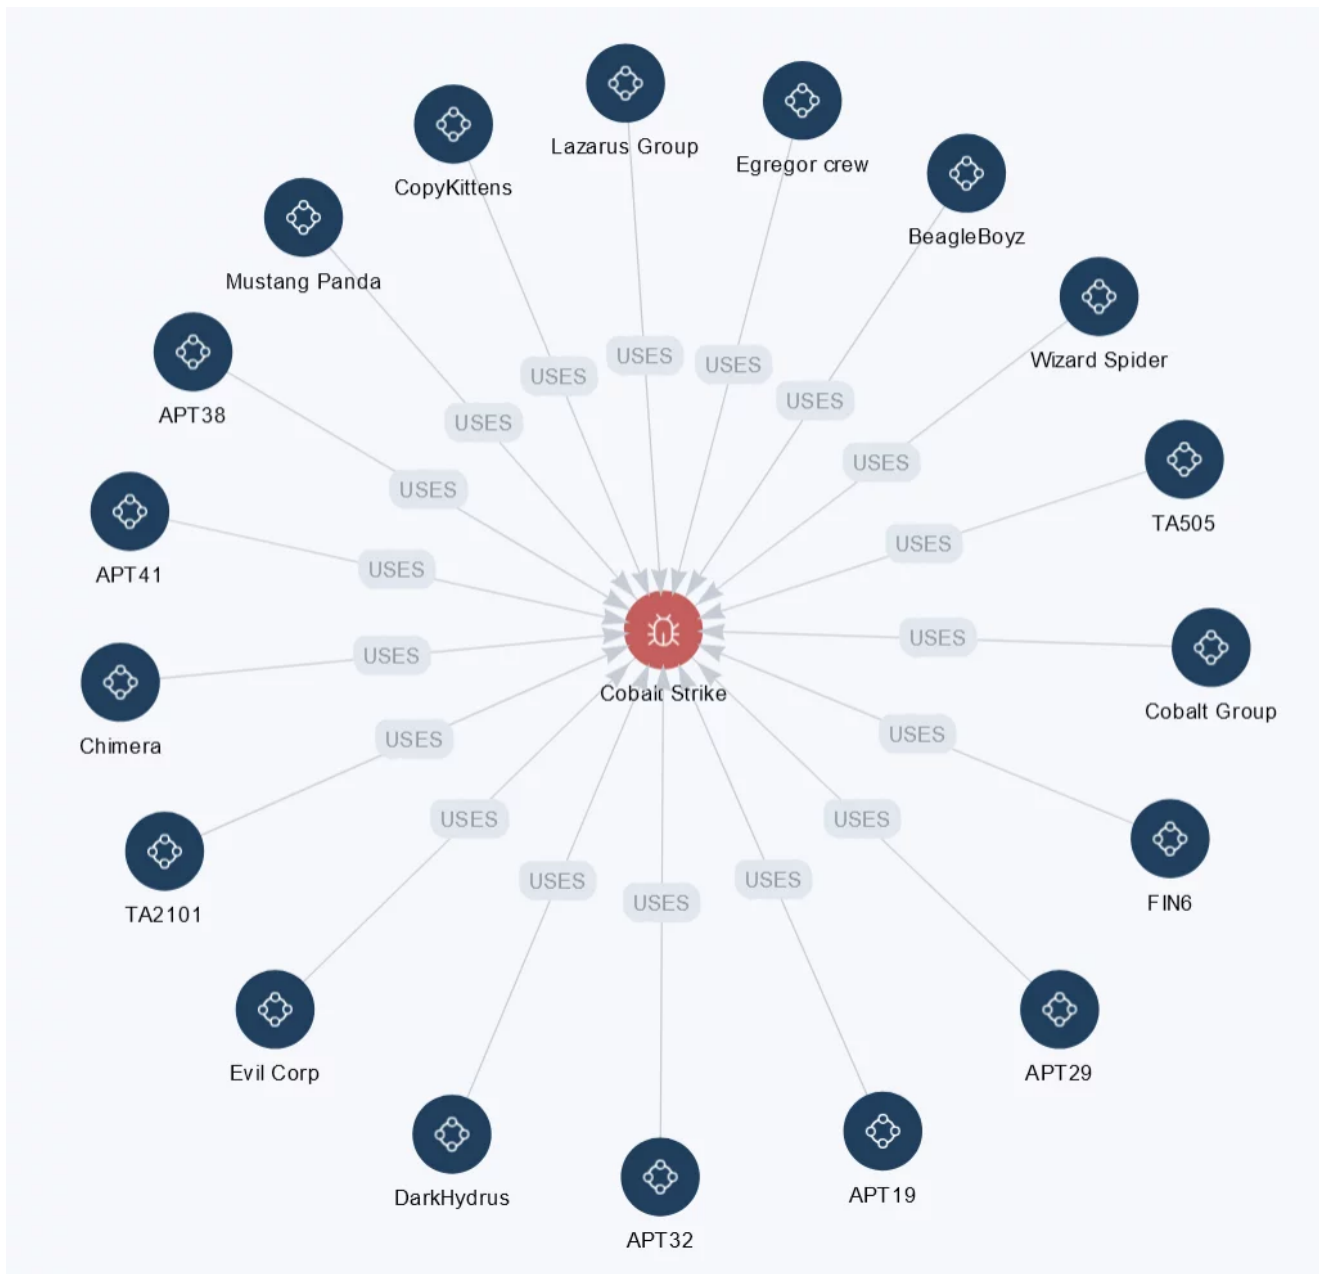 Lazarus Group
Egregor crew
CopyKittens
BeagleBoyz
Mustang Panda
Wizard Spider
USES
USES
USES
APT38
USES
USES
USES
USES
TA505
USES
APT41
USES
USES
USES
USES
Cobalt Strike
Cobalt Group
Chimera
USES
USES
USES
USES
FIN6
TA2101
USES
USES
USES
Evil Corp
APT29
DarkHydrus
APT19
APT32